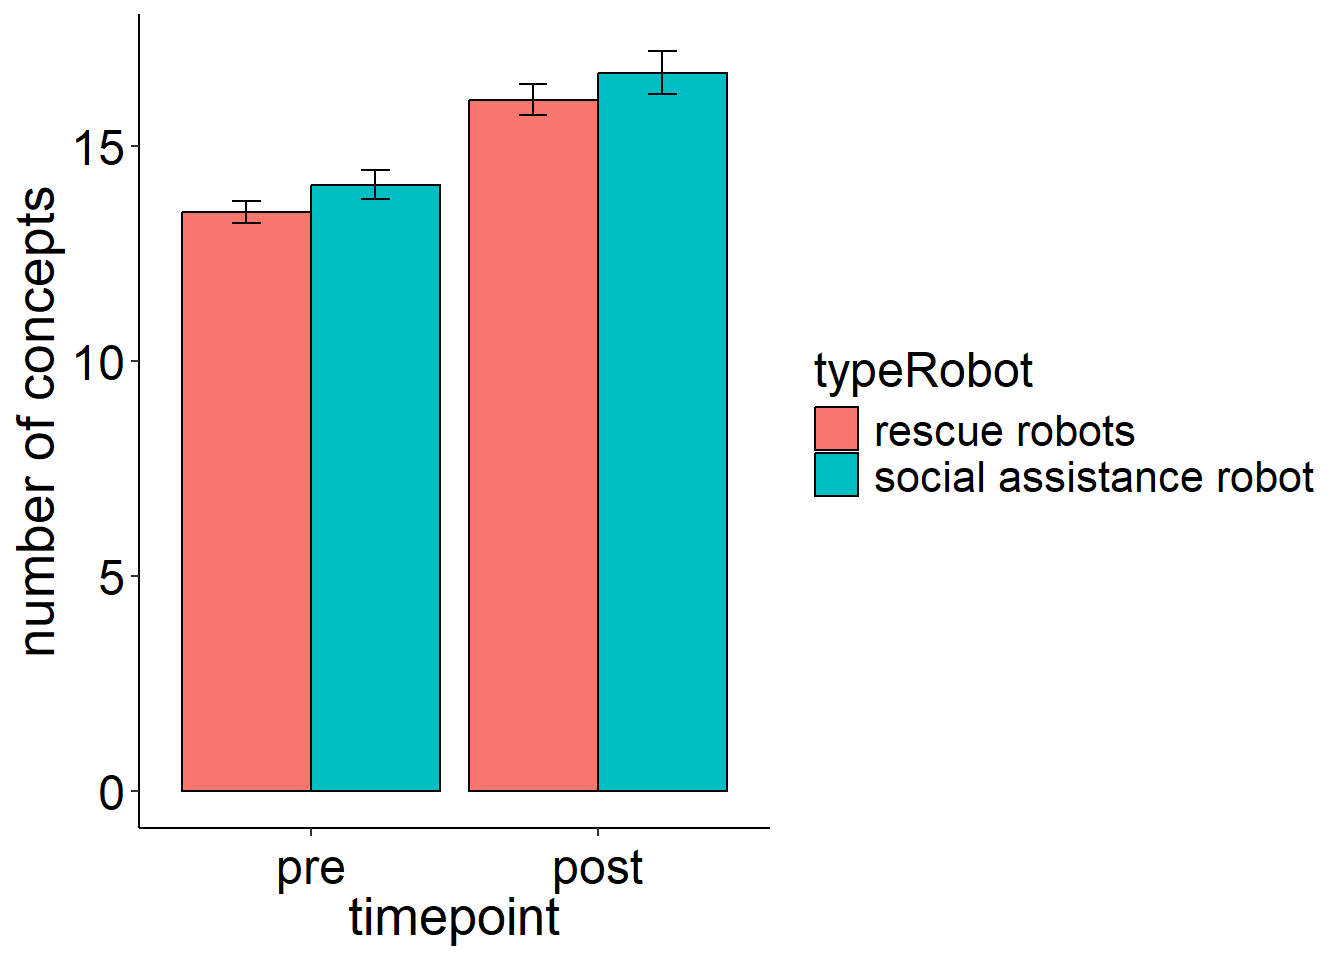 number of concepts
15
10
5
0
pre
post
timepoint
typeRobot
rescue robots
social assistance robot